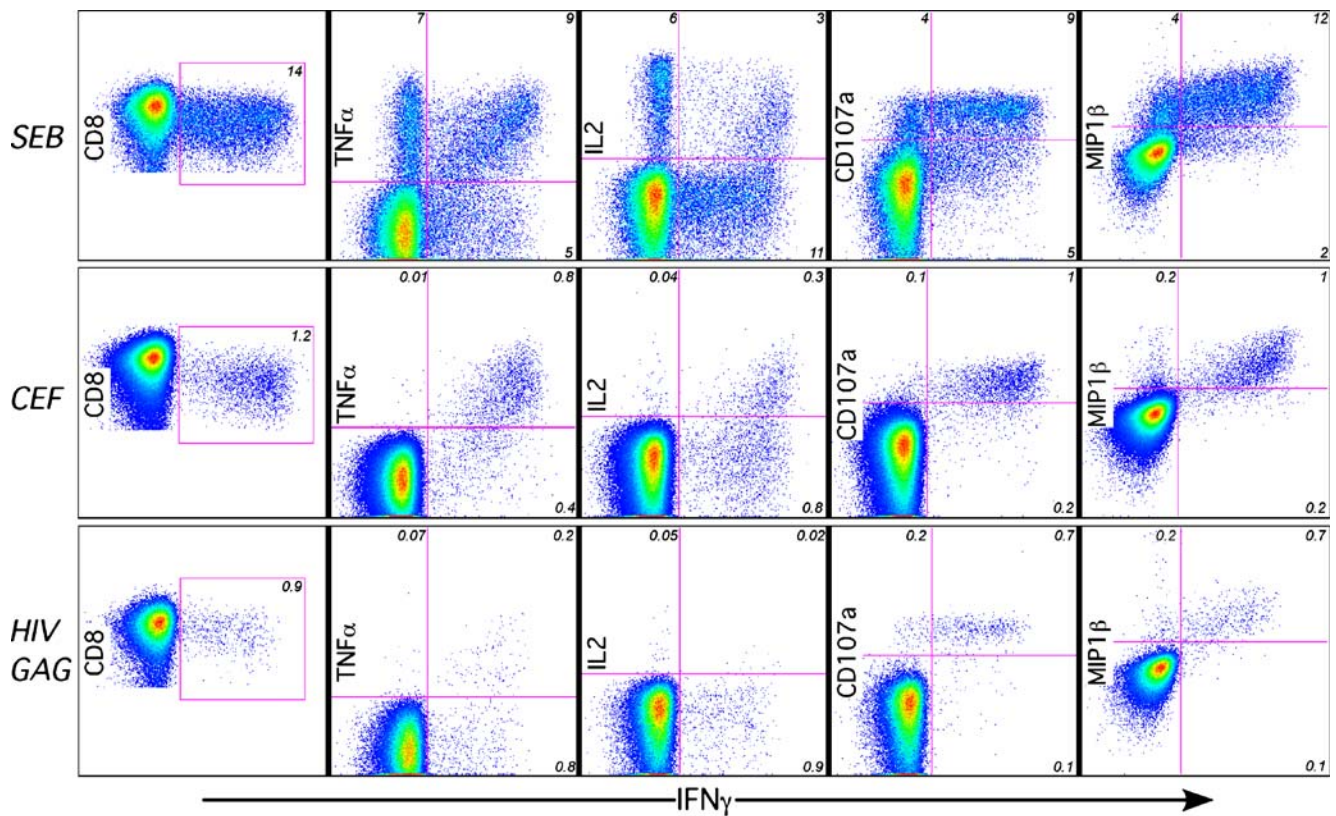 SEB
CD8
14
TNFα
7
9
5
IL2
6
3
11
CD107a
4
9
5
MIP1β
4
12
2
CEF
CD8
1.2
TNFα
0.01
0.8
0.4
IL2
0.04
0.3
0.8
CD107a
0.1
1
0.2
MIP1β
0.2
1
0.2
HIV
GAG
CD8
0.9
TNFα
0.07
0.2
0.8
IL2
0.05
0.02
0.9
CD107a
0.2
0.7
0.1
MIP1β
0.2
0.7
0.1
IFNγ